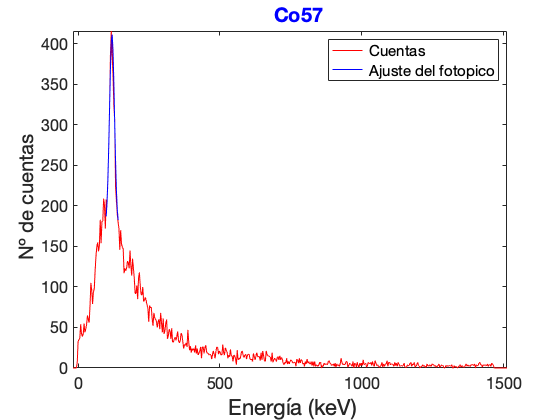 Co57
Cuentas
Ajuste del fotopico
Nº de cuentas
400
350
300
250
200
150
100
50
0
0 500 1000 1500
Energía (keV)